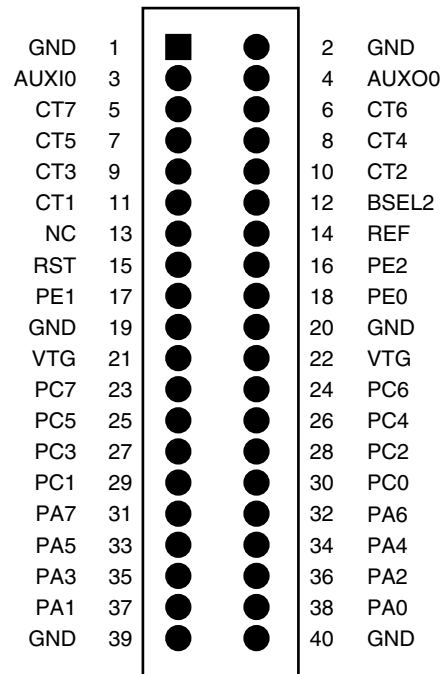 GND 1 2 GND
AUXI0 3 4 AUXO0
CT7 5 6 CT6
CT5 7 8 CT4
CT3 9 10 CT2
CT1 11 12 BSEL2
NC 13 14 REF
RST 15 16 PE2
PE1 17 18 PE0
GND 19 20 GND
VTG 21 22 VTG
PC7 23 24 PC6
PC5 25 26 PC4
PC3 27 28 PC2
PC1 29 30 PC0
PA7 31 32 PA6
PA5 33 34 PA4
PA3 35 36 PA2
PA1 37 38 PA0
GND 39 40 GND